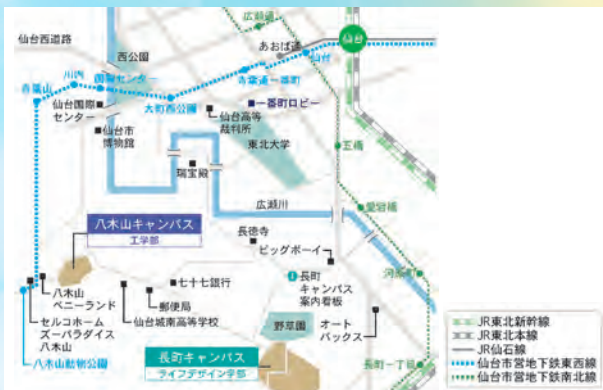 広瀬通
仙台西道路
あおば通
仙台
西公園
仙台
川内
国際センター
青葉通一番町
青葉山
大町西公園
一番町ロビー
仙台国際
センター
仙台高等
裁判所
仙台市
博物館
東北大学
五橋
瑞宝殿
愛宕橋
広瀬川
八木山キャンパス
工学部
長徳寺
ビッグボーイ
河原町
長町
キャンパス
案内看板
八木山
ベニーランド
七十七銀行
郵便局
セルコホーム
ズーパラダイス
八木山
仙台城南高等学校
野草園
オート
バックス
八木山動物公園
長町キャンパス
ライフデザイン学部
長町一丁目
JR東北新幹線
JR東北本線
JR仙石線
仙台市営地下鉄東西線
仙台市営地下鉄南北線